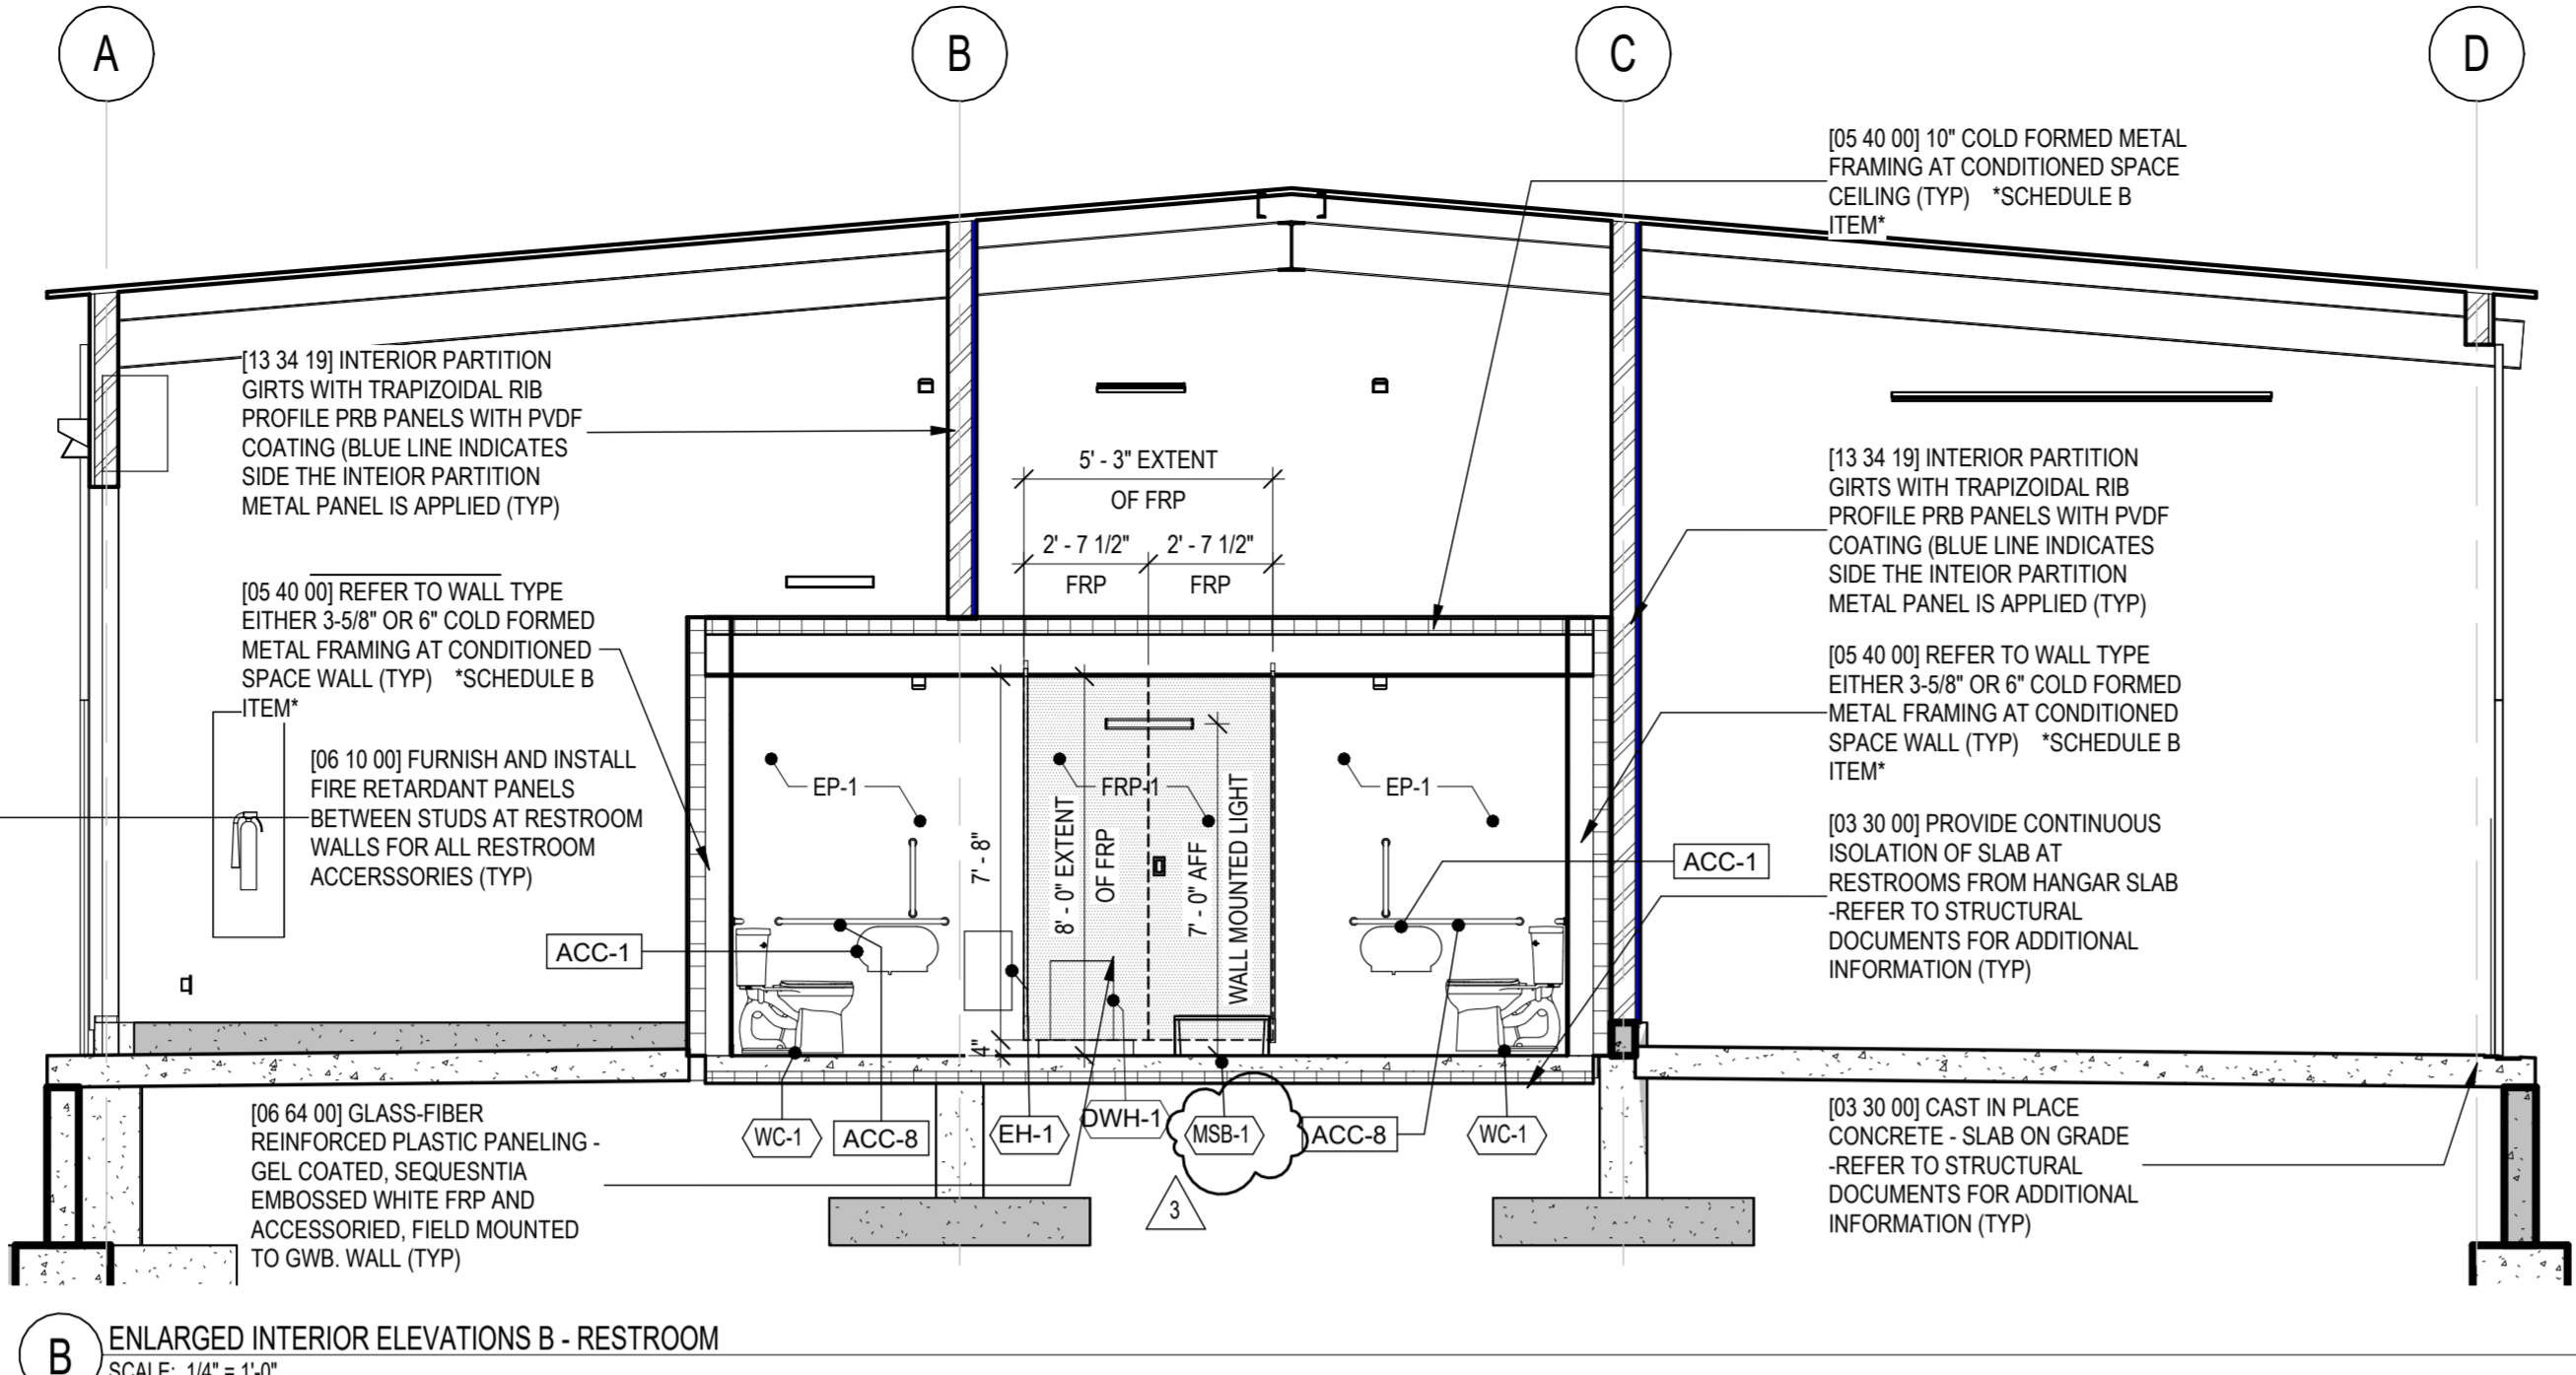 A
B
C
D
[05 40 00] 10" COLD FORMED METAL
FRAMING AT CONDITIONED SPACE
CEILING (TYP) *SCHEDULE B
ITEM*
[13 34 19] INTERIOR PARTITION
GIRTS WITH TRAPIZOIDAL RIB
PROFILE PRB PANELS WITH PVDF
COATING (BLUE LINE INDICATES
SIDE THE INTEIOR PARTITION
METAL PANEL IS APPLIED (TYP)
5' - 3" EXTENT
OF FRP
2' - 7 1/2"
FRP
2' - 7 1/2"
FRP
[13 34 19] INTERIOR PARTITION
GIRTS WITH TRAPIZOIDAL RIB
PROFILE PRB PANELS WITH PVDF
COATING (BLUE LINE INDICATES
SIDE THE INTEIOR PARTITION
METAL PANEL IS APPLIED (TYP)
[05 40 00] REFER TO WALL TYPE
EITHER 3-5/8" OR 6" COLD FORMED
METAL FRAMING AT CONDITIONED
SPACE WALL (TYP) *SCHEDULE B
ITEM*
[05 40 00] REFER TO WALL TYPE
EITHER 3-5/8" OR 6" COLD FORMED
METAL FRAMING AT CONDITIONED
SPACE WALL (TYP) *SCHEDULE B
ITEM*
[06 10 00] FURNISH AND INSTALL
FIRE RETARDANT PANELS
BETWEEN STUDS AT RESTROOM
WALLS FOR ALL RESTROOM
ACCERSSORIES (TYP)
EP-1
FRP-1
EP-1
7' - 8"
4"
8' - 0" EXTENT
OF FRP
7' - 0" AFF
WALL MOUNTED LIGHT
ACC-1
ACC-1
[03 30 00] PROVIDE CONTINUOUS
ISOLATION OF SLAB AT
RESTROOMS FROM HANGAR SLAB
-REFER TO STRUCTURAL
DOCUMENTS FOR ADDITIONAL
INFORMATION (TYP)
[06 64 00] GLASS-FIBER
REINFORCED PLASTIC PANELING -
GEL COATED, SEQUESNTIA
EMBOSSED WHITE FRP AND
ACCESSORIED, FIELD MOUNTED
TO GWB. WALL (TYP)
WC-1
ACC-8
EH-1
DWH-1
MSB-1
ACC-8
WC-1
3
[03 30 00] CAST IN PLACE
CONCRETE - SLAB ON GRADE
-REFER TO STRUCTURAL
DOCUMENTS FOR ADDITIONAL
INFORMATION (TYP)
B
ENLARGED INTERIOR ELEVATIONS B - RESTROOM
SCALE: 1/4" = 1'-0"